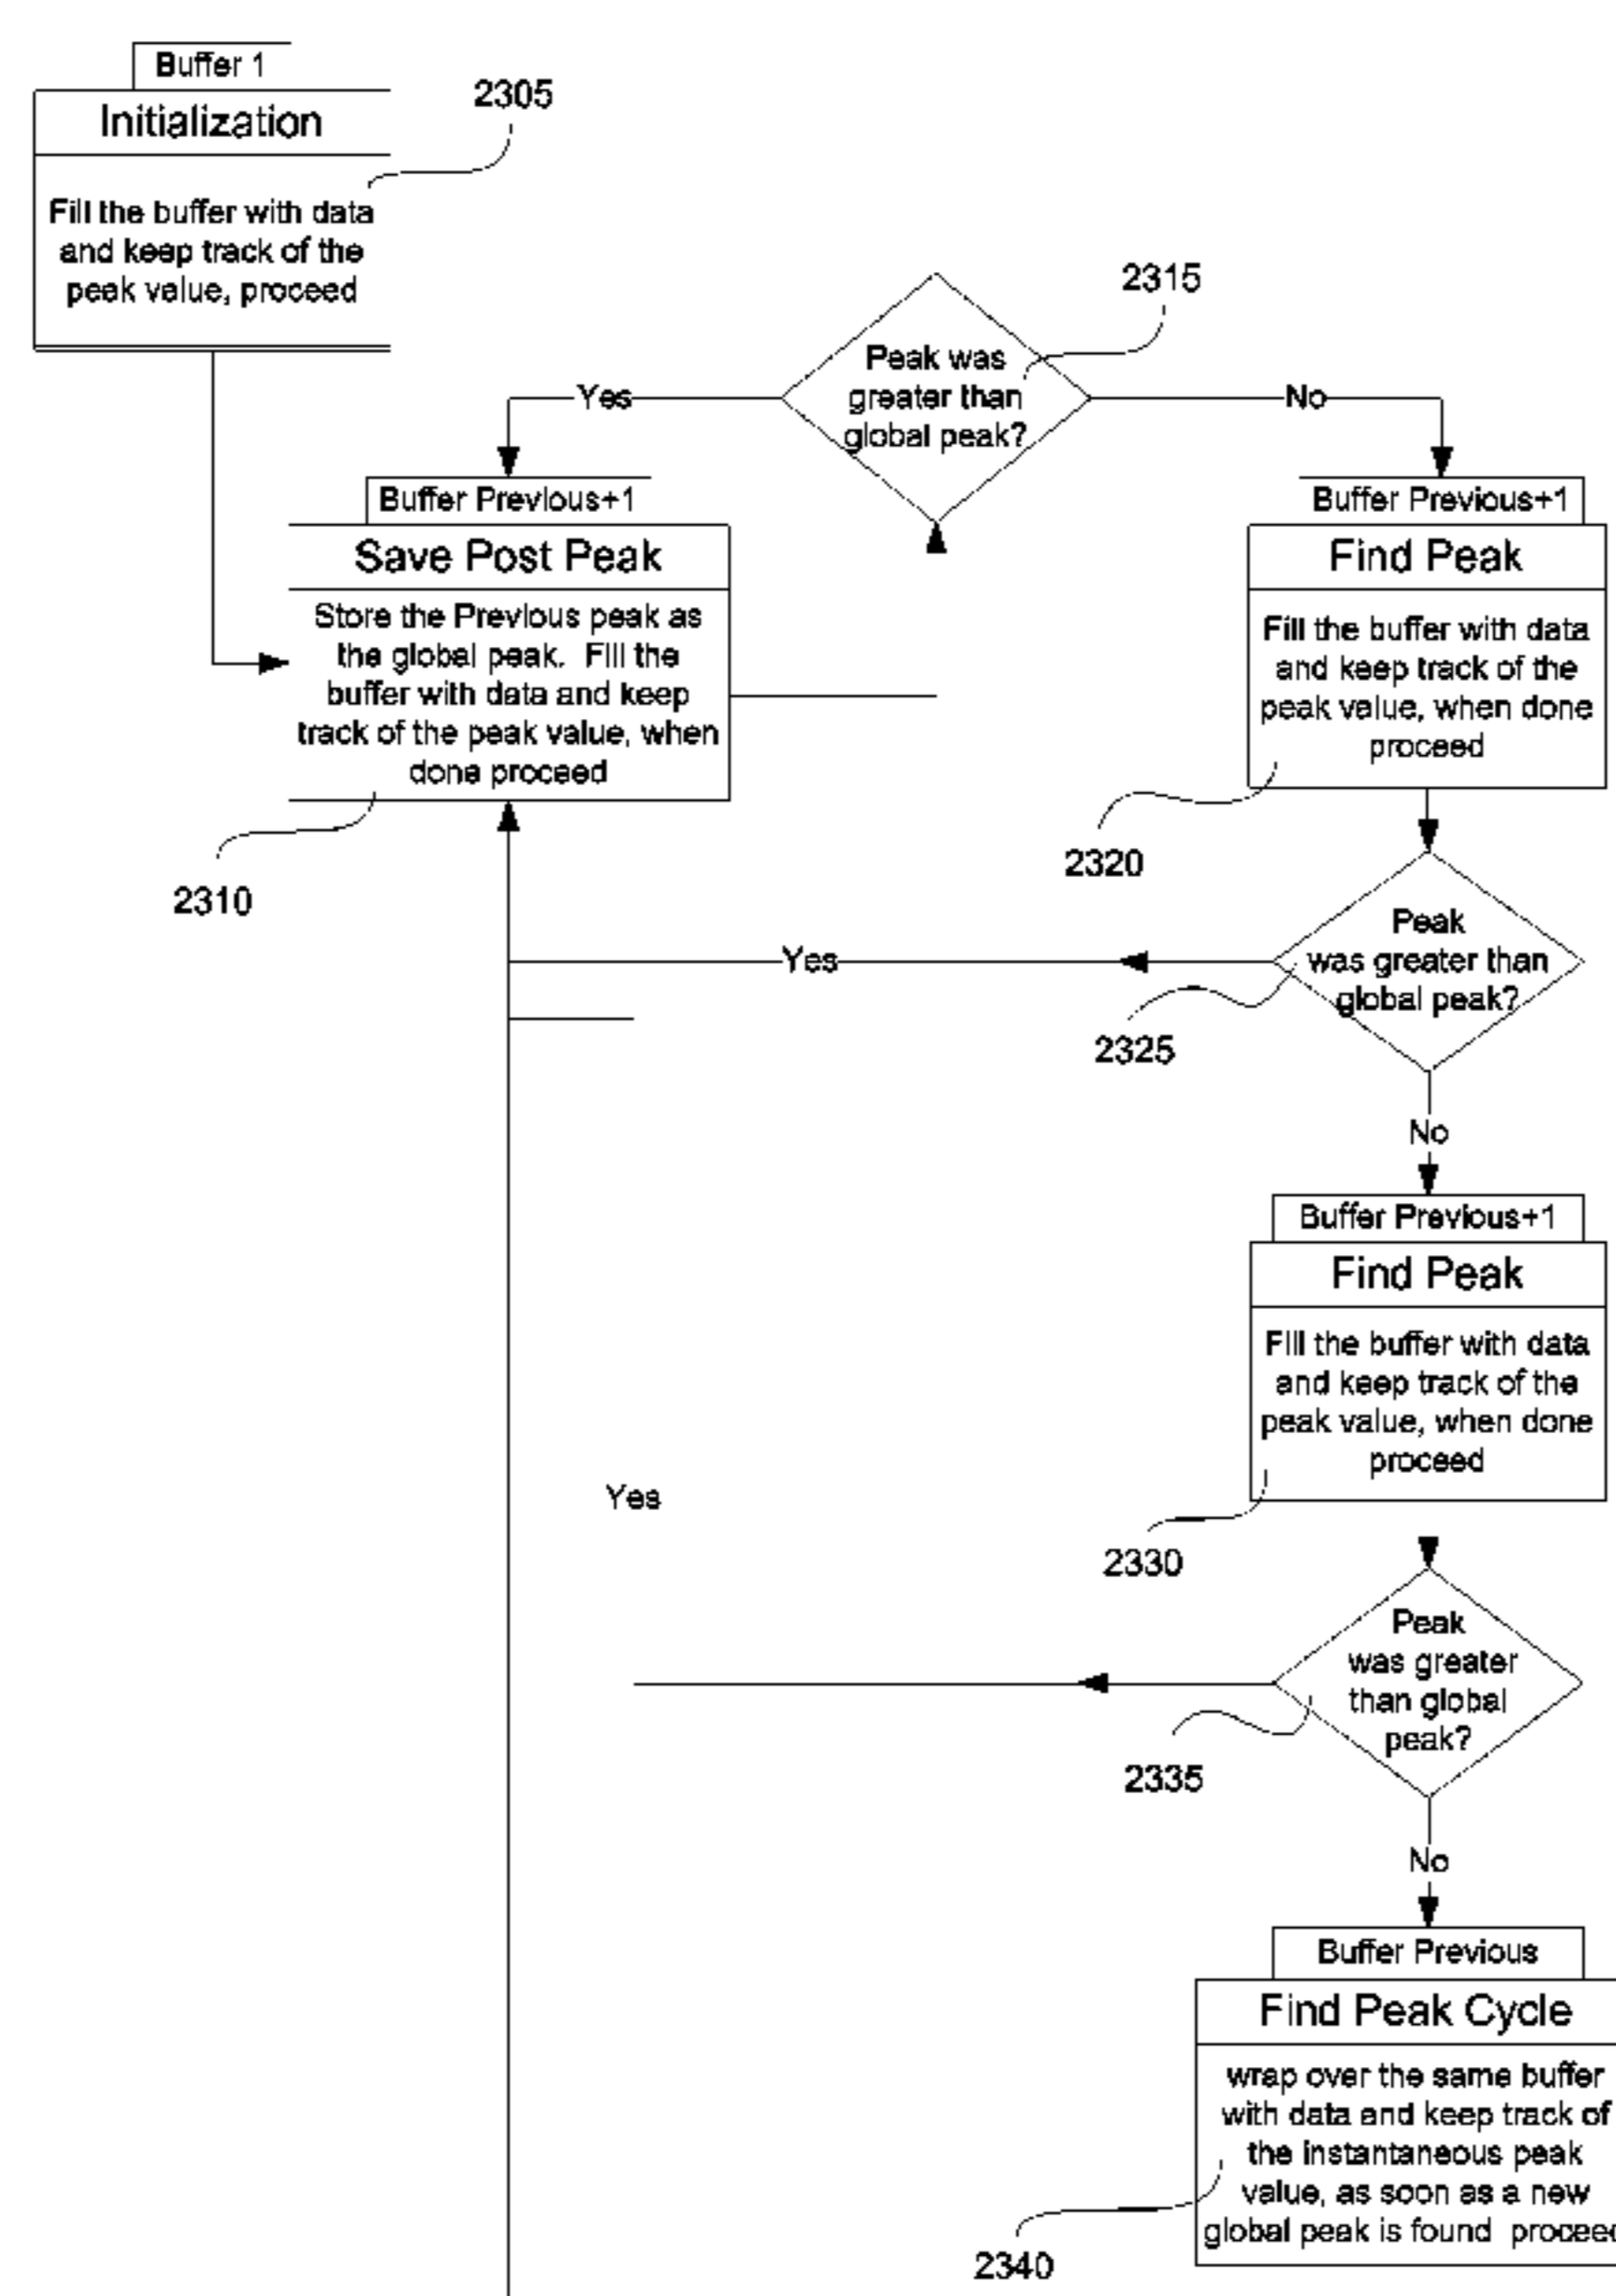 Buffer 1
Initialization
2305
Fill the buffer with data
and keep track of the
peak value, proceed
2315
Peak was
greater than
global peak?
Yes
No
Buffer Previous+1
Save Post Peak
Store the Previous peak as
the global peak. Fill the
buffer with data and keep
track of the peak value, when
done proceed
2310
Buffer Previous+1
Find Peak
Fill the buffer with data
and keep track of the
peak value, when done
proceed
2320
Peak
was greater than
global peak?
Yes
2325
No
Buffer Previous+1
Find Peak
Fill the buffer with data
and keep track of the
peak value, when done
proceed
Yes
2330
Peak
was greater
than global
peak?
2335
No
Buffer Previous
Find Peak Cycle
wrap over the same buffer
with data and keep track of
the instantaneous peak
value, as soon as a new
global peak is found proceed
2340